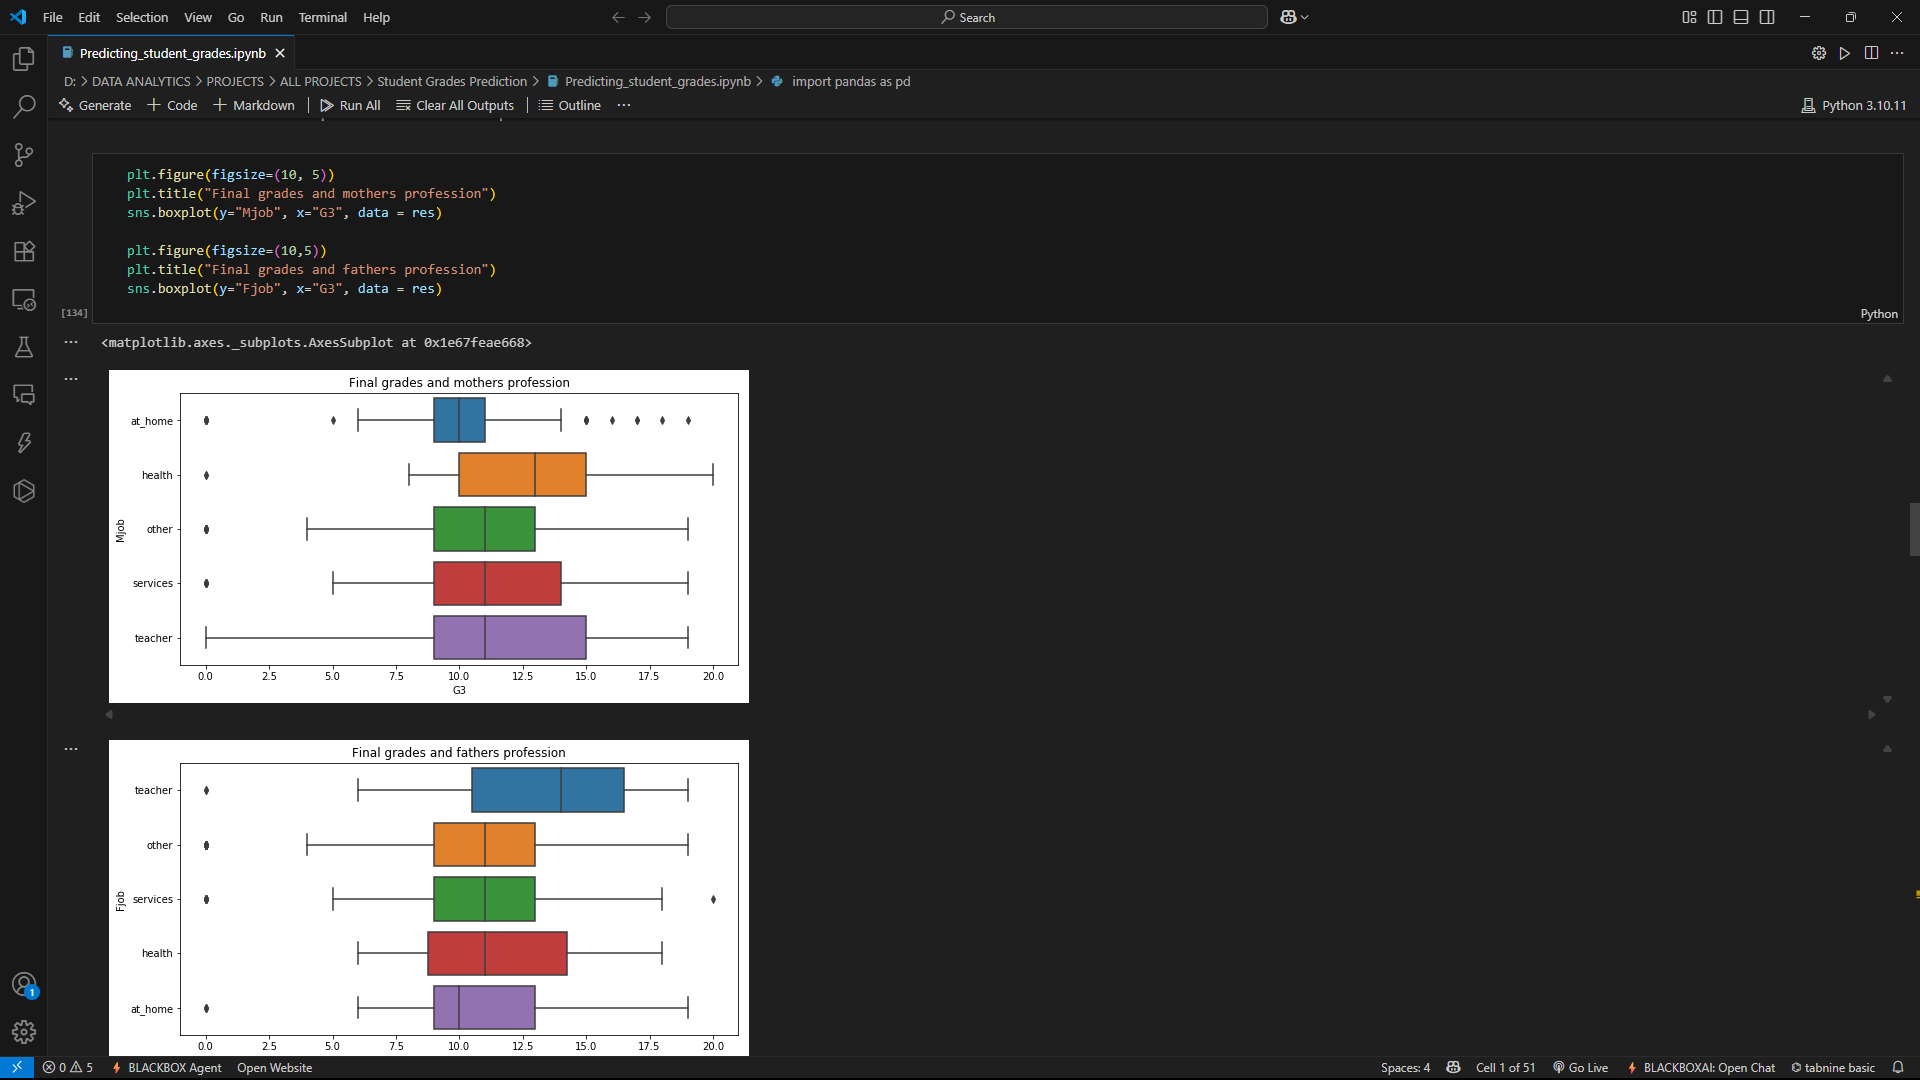 File Edit Selection View Go Run Terminal Help
Search
Predicting_student_grades.ipynb
D: > DATA ANALYTICS > PROJECTS > ALL PROJECTS > Student Grades Prediction > Predicting_student_grades.ipynb > import pandas as pd
Generate + Code + Markdown | Run All Clear All Outputs | Outline ...
Python 3.10.11
plt.figure(figsize=(10, 5))
plt.title("Final grades and mothers profession")
sns.boxplot(y="Mjob", x="G3", data = res)
plt.figure(figsize=(10,5))
plt.title("Final grades and fathers profession")
sns.boxplot(y="Fjob", x="G3", data = res)
[134]
Python
<matplotlib.axes._subplots.AxesSubplot at 0x1e67feae668>
Final grades and mothers profession
at_home
health
other
services
teacher
Mjob
0.0 2.5 5.0 7.5 10.0 12.5 15.0 17.5 20.0
G3
Final grades and fathers profession
teacher
other
services
health
at_home
Fjob
0.0 2.5 5.0 7.5 10.0 12.5 15.0 17.5 20.0
1
0 5 BLACKBOX Agent Open Website
Spaces: 4 Cell 1 of 51 Go Live BLACKBOXAI: Open Chat tabnine basic